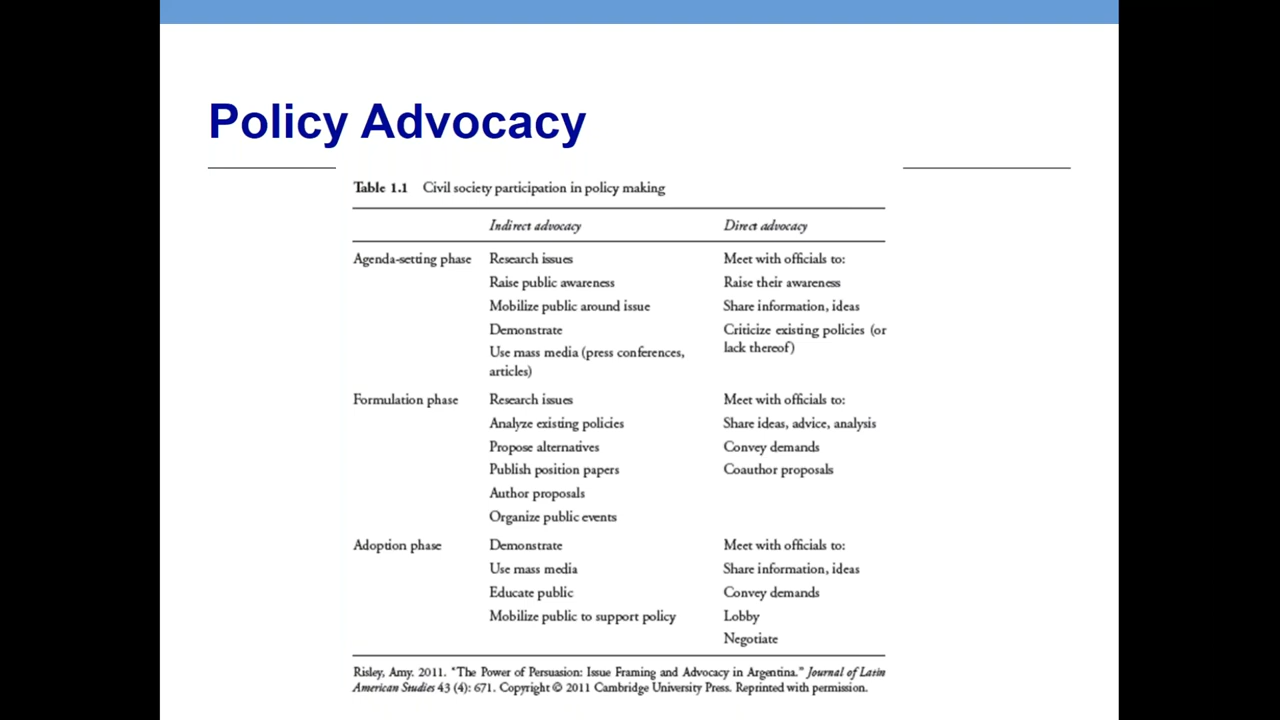 Policy Advocacy
Table 1.1 Civil society participation in policy making
Indirect advocacy Direct advocacy
Agenda-setting phase Research issues Meet with officials to:
Raise public awareness Raise their awareness
Mobilize public around issue Share information, ideas
Demonstrate Criticize existing policies (or
lack thereof)
Use mass media (press conferences,
articles)
Formulation phase Research issues Meet with officials to:
Analyze existing policies Share ideas, advice, analysis
Propose alternatives Convey demands
Publish position papers Coauthor proposals
Author proposals
Organize public events
Adoption phase Demonstrate Meet with officials to:
Use mass media Share information, ideas
Educate public Convey demands
Mobilize public to support policy Lobby
Negotiate
Risley, Amy. 2011. "The Power of Persuasion: Issue Framing and Advocacy in Argentina." Journal of Latin
American Studies 43 (4): 671. Copyright © 2011 Cambridge University Press. Reprinted with permission.